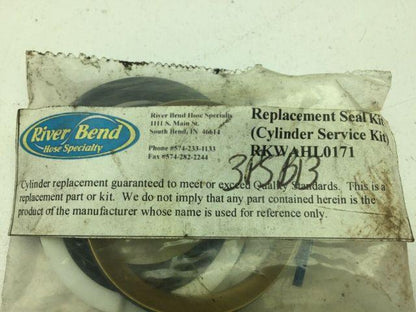 River Bend
Hose Specialty
River Bend Hose Specialty
1111 S. Main St.
South Bend, IN 46614
Phone #574-233-1133
Fax #574-282-2244
Replacement Seal Kit
(Cylinder Service Kit)
RKWAHL0171
Cylinder replacement guaranteed to meet or exceed Quality Standards. This is a
replacement part or kit. We do not imply that any part contained herein is the
product of the manufacturer whose name is used for reference only.